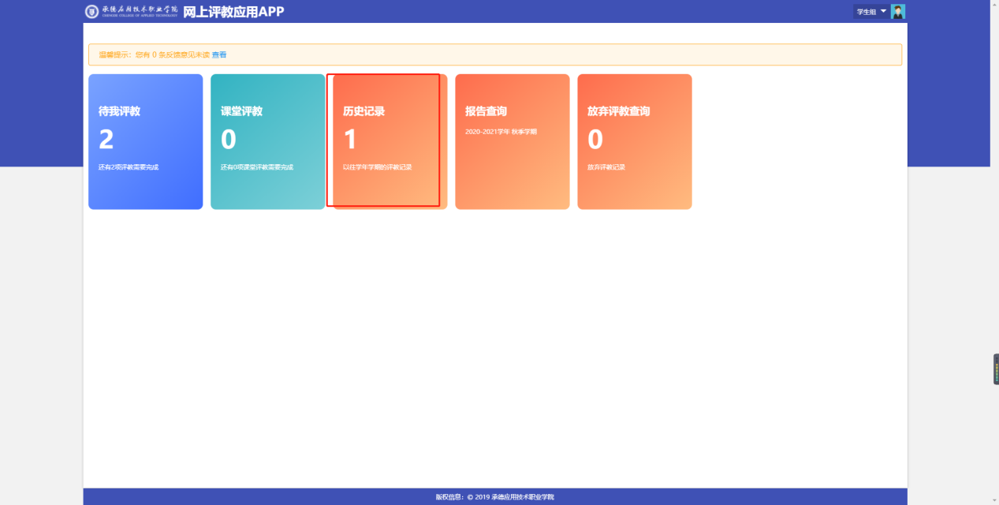 承德应用技术职业学院 网上评教应用APP
学生组
温馨提示：您有 0 条反馈意见未读 查看
待我评教
2
还有2项评教需要完成
课堂评教
0
还有0项课堂评教需要完成
历史记录
1
以往学年学期的评教记录
报告查询
2020-2021学年 秋季学期
放弃评教查询
0
放弃评教记录
版权信息：© 2019 承德应用技术职业学院